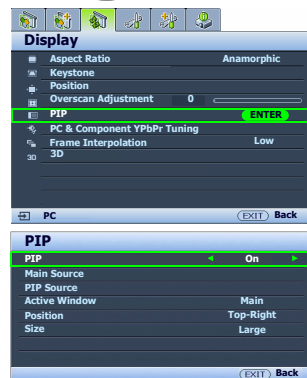 Display
Aspect Ratio Anamorphic
Keystone
Position
Overscan Adjustment 0
PIP ENTER
PC & Component YPbPr Tuning
Frame Interpolation Low
3D 3D
PC EXIT Back
PIP
PIP On
Main Source
PIP Source
Active Window Main
Position Top-Right
Size Large
EXIT Back